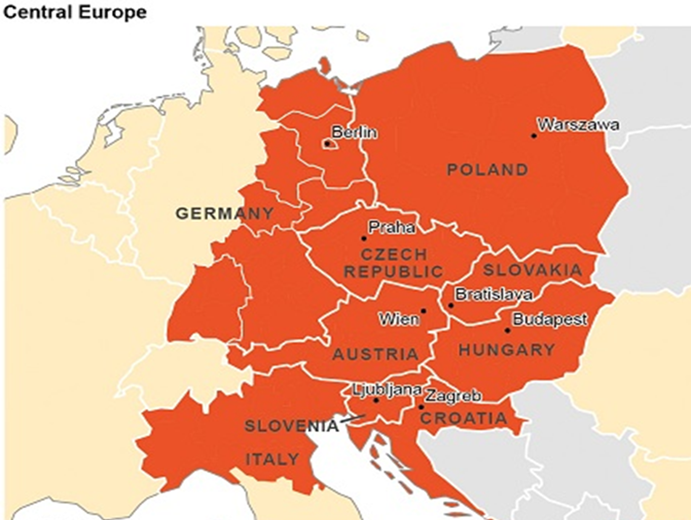 Central Europe
Berlin
Warszawa
POLAND
GERMANY
Praha
CZECH
REPUBLIC
SLOVAKIA
Bratislava
Wien
Budapest
AUSTRIA
HUNGARY
Ljubljana
Zagreb
SLOVENIA
CROATIA
ITALY